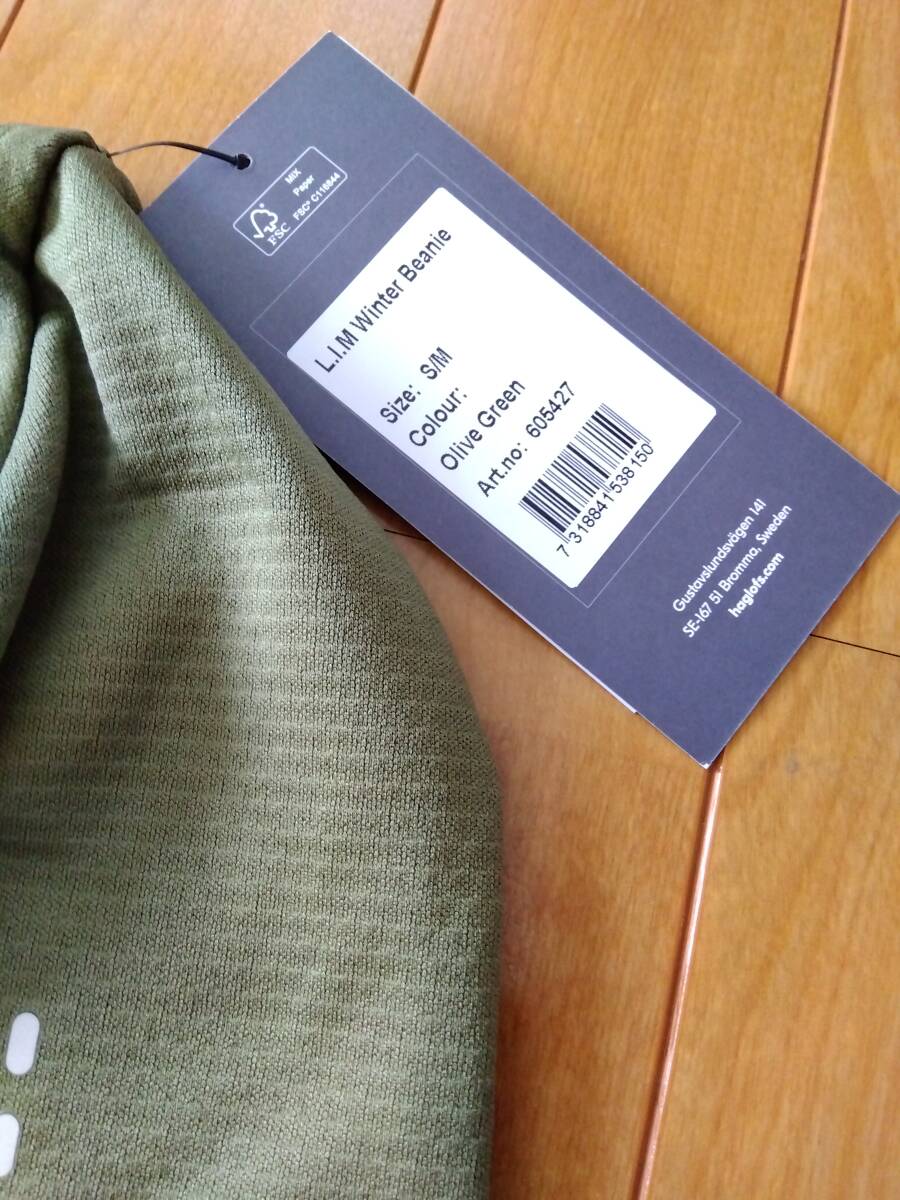 MIX
Paper
FSC® C116644
FSC
L.I.M Winter Beanie
Size: S/M
Colour:
Olive Green
Art.no: 605427
7 318841 538150
Gustavslundsvägen 141
SE-167 51 Bromma, Sweden
haglofs.com